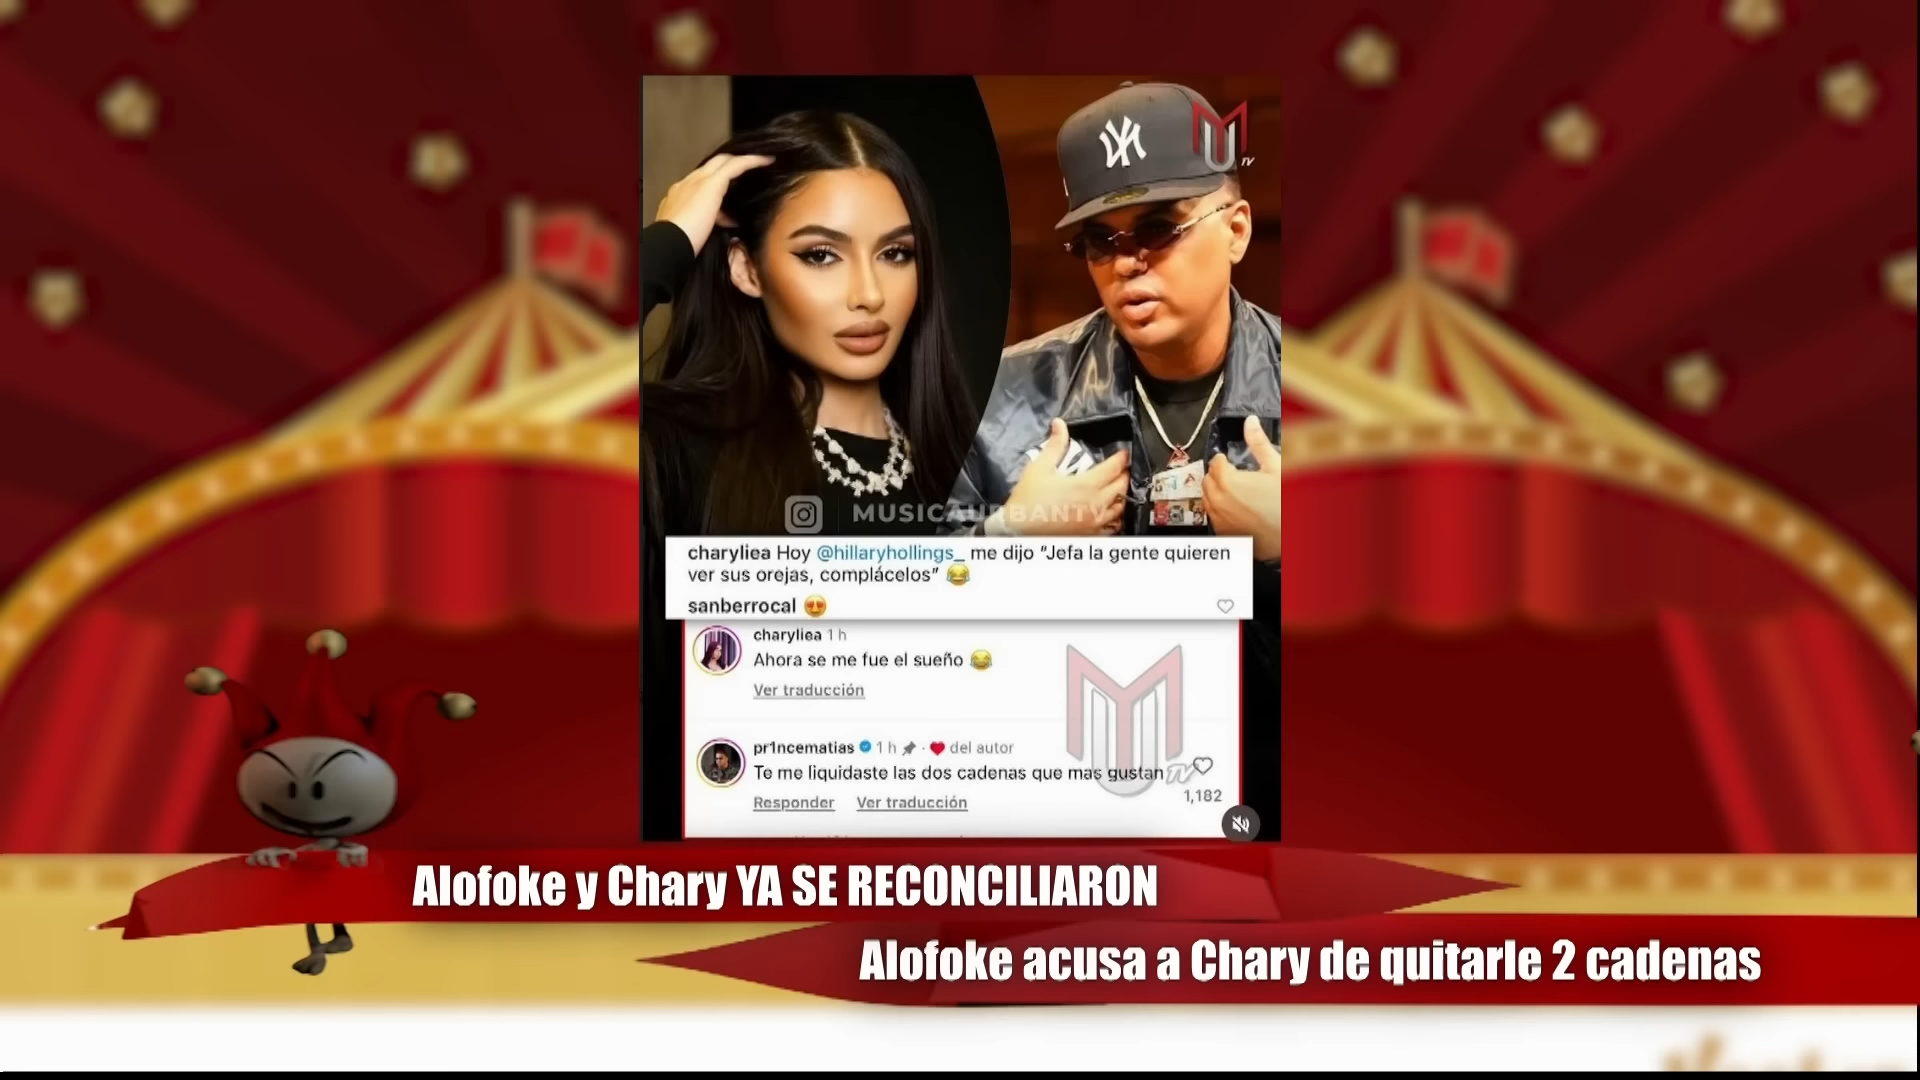 TV
MUSICAURBANTV
charyliea Hoy @hillaryhollings_ me dijo "Jefa la gente quieren
ver sus orejas, complácelos" 😂
sanberrocal 😍
charyliea 1 h
Ahora se me fue el sueño 😂
Ver traducción
pr1ncematias 1 h · ❤ del autor
Te me liquidaste las dos cadenas que mas gustan
TV
Responder Ver traducción
1,182
Alofoke y Chary YA SE RECONCILIARON
Alofoke acusa a Chary de quitarle 2 cadenas